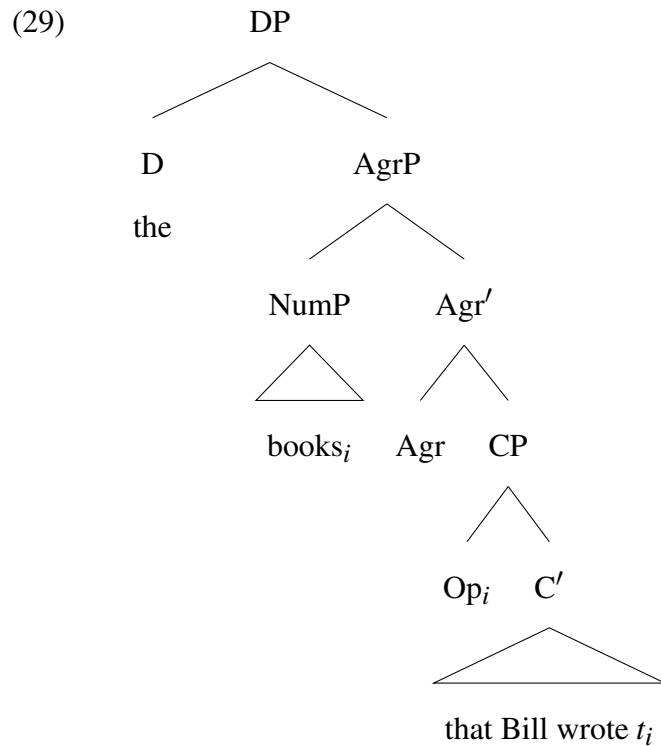 (29) DP
D AgrP
the
NumP Agr′
books_i Agr CP
Op_i C′
that Bill wrote t_i